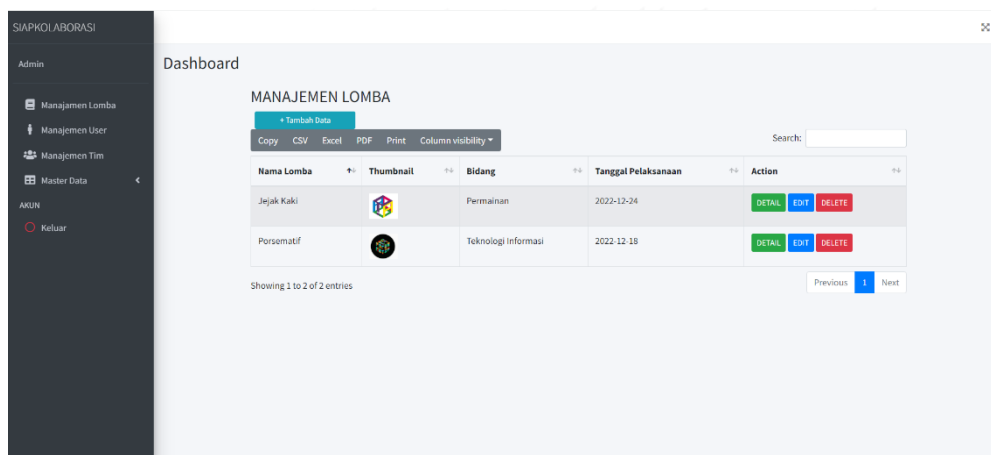 SIAPKOLABORASI
Admin
Manajamen Lomba
Manajemen User
Manajemen Tim
Master Data
AKUN
Keluar
Dashboard
MANAJEMEN LOMBA
+ Tambah Data
Copy CSV Excel PDF Print Column visibility
Search:
Nama Lomba Thumbnail Bidang Tanggal Pelaksanaan Action
Jejak Kaki Permainan 2022-12-24 DETAIL EDIT DELETE
Porsematif Teknologi Informasi 2022-12-18 DETAIL EDIT DELETE
Showing 1 to 2 of 2 entries
Previous 1 Next